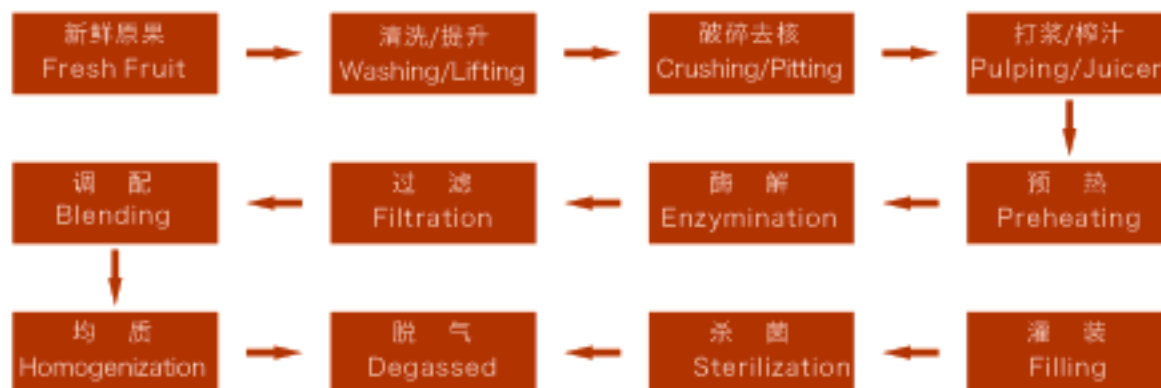 新鲜原果
Fresh Fruit
清洗/提升
Washing/Lifting
破碎去核
Crushing/Pitting
打浆/榨汁
Pulping/Juicer
预 热
Preheating
酶 解
Enzymination
过 滤
Filtration
调 配
Blending
均 质
Homogenization
脱 气
Degassed
杀 菌
Sterilization
灌 装
Filling